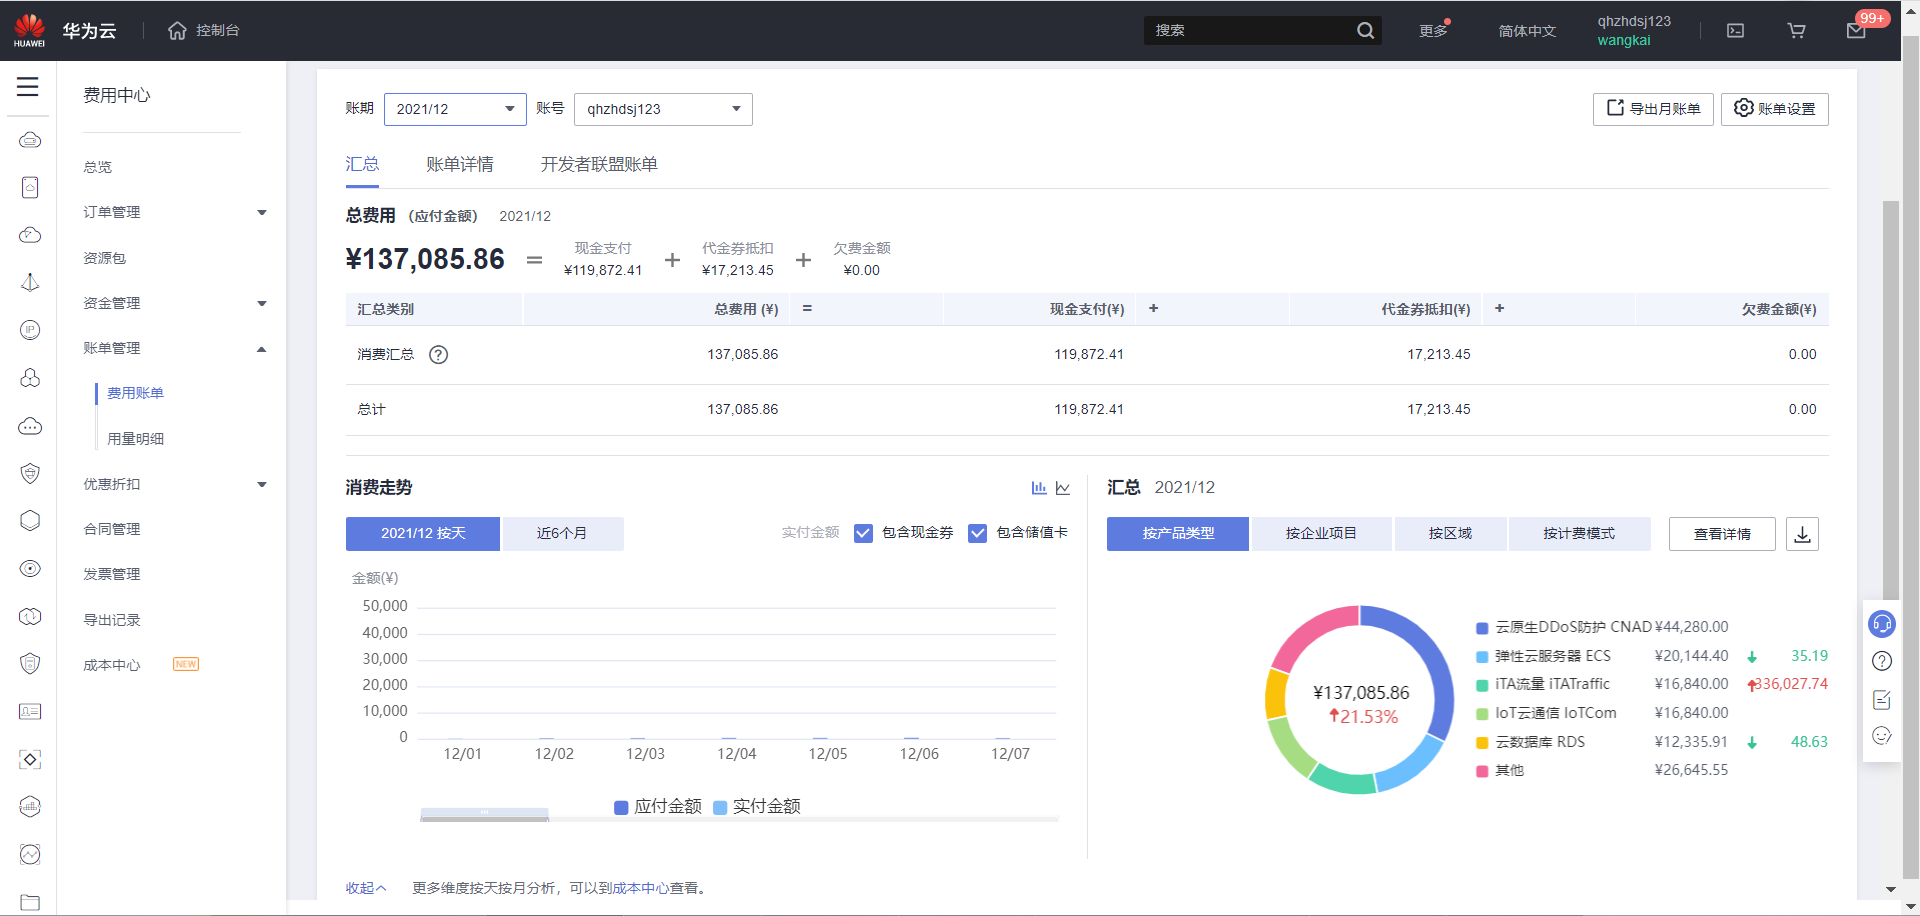 HUAWEI
华为云
控制台
搜索
更多
简体中文
qhzhdsj123
wangkai
99+
费用中心
总览
订单管理
资源包
资金管理
账单管理
费用账单
用量明细
优惠折扣
合同管理
发票管理
导出记录
成本中心 NEW
IP
账期 2021/12 账号 qhzhdsj123
导出月账单 账单设置
汇总 账单详情 开发者联盟账单
总费用 (应付金额) 2021/12
现金支付 代金券抵扣 欠费金额
¥137,085.86 = ¥119,872.41 + ¥17,213.45 + ¥0.00
汇总类别 总费用 (¥) = 现金支付(¥) + 代金券抵扣(¥) + 欠费金额(¥)
消费汇总 ? 137,085.86 119,872.41 17,213.45 0.00
总计 137,085.86 119,872.41 17,213.45 0.00
消费走势
2021/12 按天 近6个月 实付金额 包含现金券 包含储值卡
金额(¥)
50,000
40,000
30,000
20,000
10,000
0
12/01 12/02 12/03 12/04 12/05 12/06 12/07
应付金额 实付金额
汇总 2021/12
按产品类型 按企业项目 按区域 按计费模式 查看详情
¥137,085.86
21.53%
云原生DDoS防护 CNAD ¥44,280.00
弹性云服务器 ECS ¥20,144.40 35.19
iTA流量 iTATraffic ¥16,840.00 336,027.74
IoT云通信 IoTCom ¥16,840.00
云数据库 RDS ¥12,335.91 48.63
其他 ¥26,645.55
收起 更多维度按天按月分析，可以到成本中心查看。